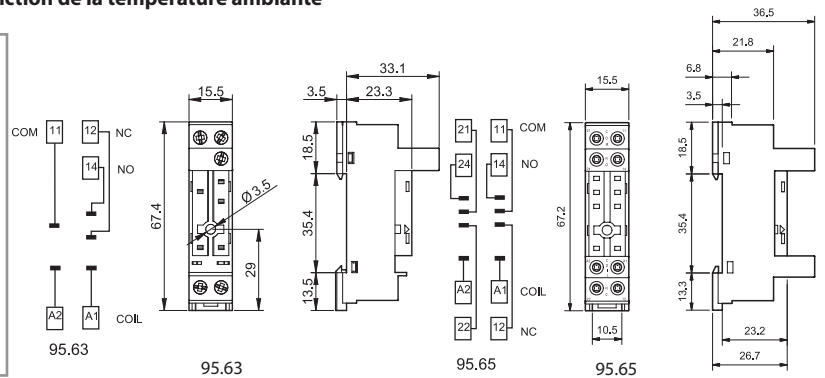 nction de la température ambiante
COM
11
12
NC
14
NO
A2
A1
COIL
95.63
15.5
67.4
Ø 3.5
29
95.63
33.1
3.5
23.3
18.5
35.4
13.5
21
11
COM
24
14
NO
A2
A1
COIL
22
12
NC
95.65
15.5
67.2
10.5
95.65
36.5
21.8
6.8
3.5
18.5
35.4
13.3
23.2
26.7